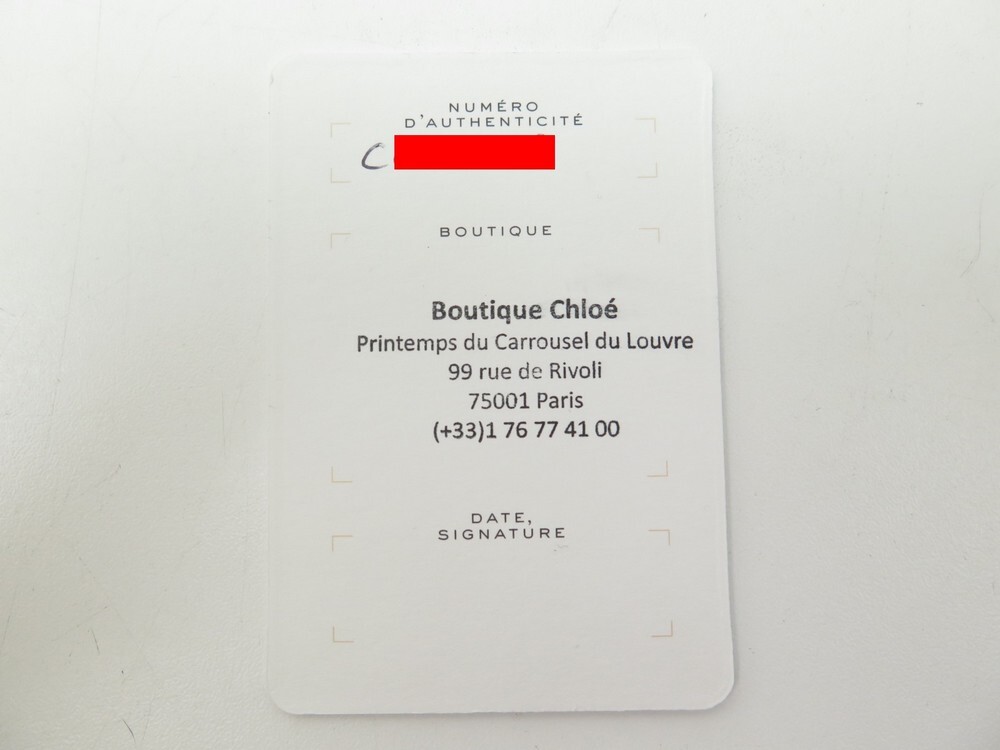 NUMÉRO
D'AUTHENTICITÉ
C
BOUTIQUE
Boutique Chloé
Printemps du Carrousel du Louvre
99 rue de Rivoli
75001 Paris
(+33)1 76 77 41 00
DATE,
SIGNATURE